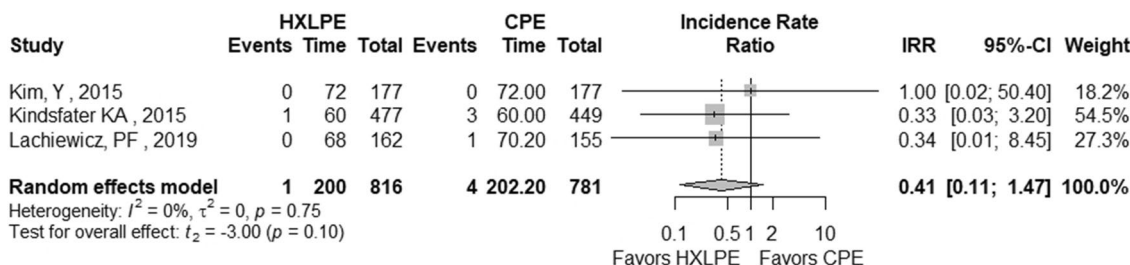 HXLPE CPE Incidence Rate
Study Events Time Total Events Time Total Ratio IRR 95%-CI Weight
Kim, Y , 2015 0 72 177 0 72.00 177 1.00 [0.02; 50.40] 18.2%
Kindsfater KA , 2015 1 60 477 3 60.00 449 0.33 [0.03; 3.20] 54.5%
Lachiewicz, PF , 2019 0 68 162 1 70.20 155 0.34 [0.01; 8.45] 27.3%
Random effects model 1 200 816 4 202.20 781 0.41 [0.11; 1.47] 100.0%
Heterogeneity: I² = 0%, τ² = 0, p = 0.75
Test for overall effect: t₂ = -3.00 (p = 0.10)
0.1 0.5 1 2 10
Favors HXLPE Favors CPE